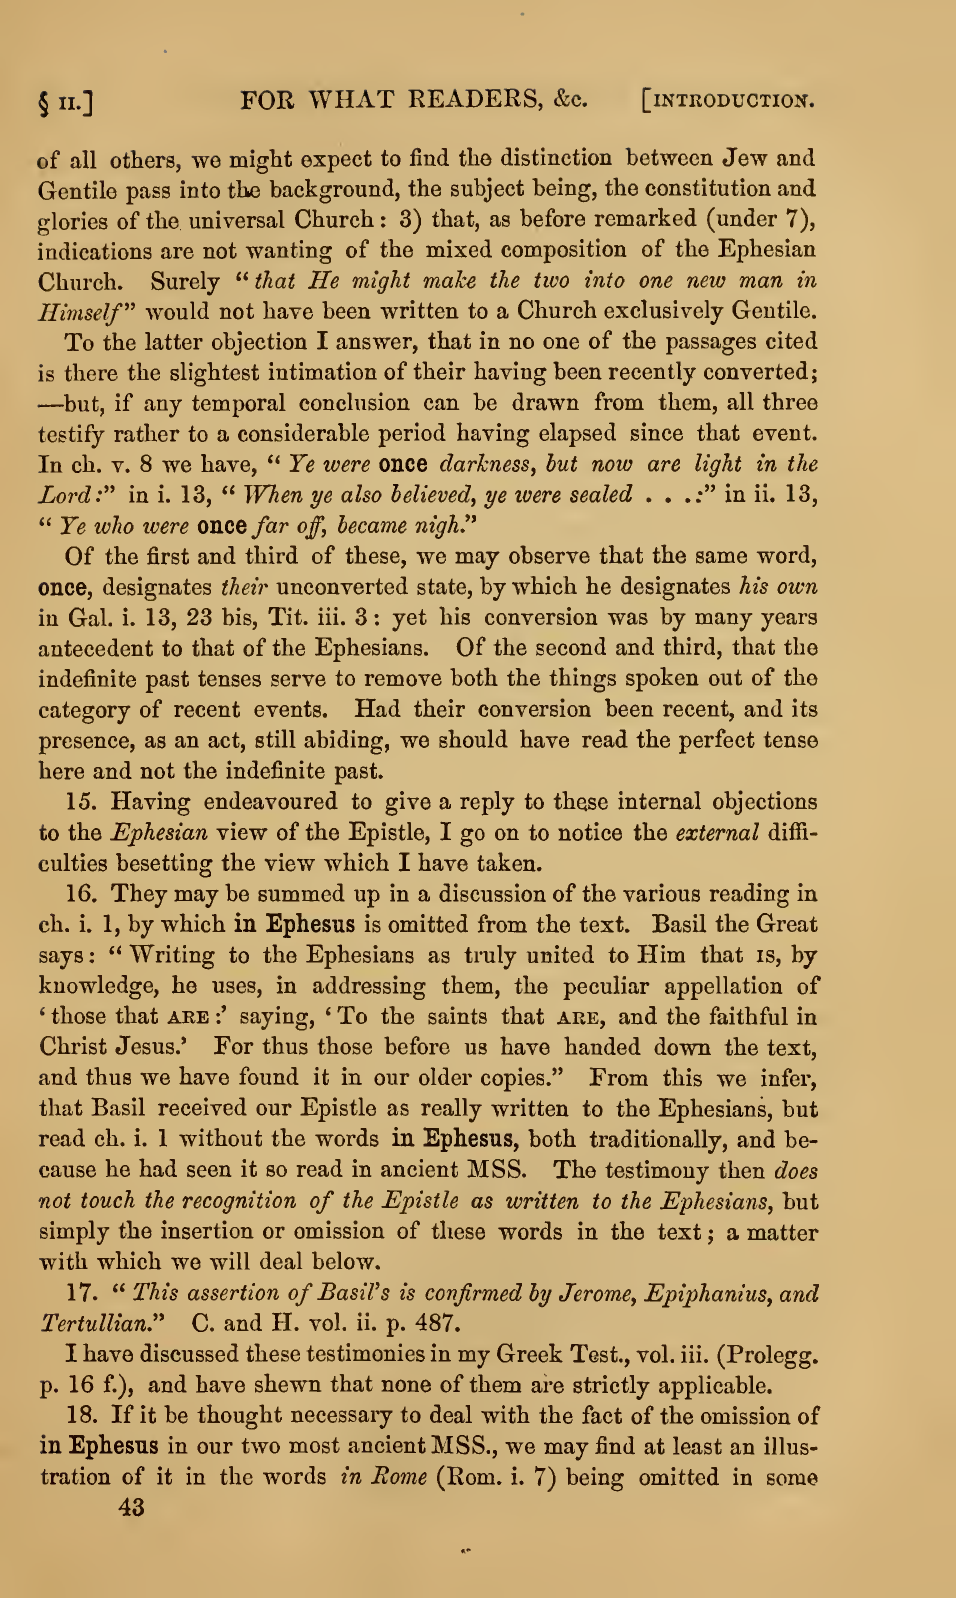 § II.] FOR WHAT READERS, &c. [INTRODUCTION.
of all others, we might expect to find the distinction between Jew and
Gentile pass into the background, the subject being, the constitution and
glories of the universal Church : 3) that, as before remarked (under 7),
indications are not wanting of the mixed composition of the Ephesian
Church. Surely “ that He might make the two into one new man in
Himself” would not have been written to a Church exclusively Gentile.
To the latter objection I answer, that in no one of the passages cited
is there the slightest intimation of their having been recently converted;
—but, if any temporal conclusion can be drawn from them, all three
testify rather to a considerable period having elapsed since that event.
In ch. v. 8 we have, “ Ye were once darkness, but now are light in the
Lord:” in i. 13, “ When ye also believed, ye were sealed . . .:” in ii. 13,
“ Ye who were once far off, became nigh.”
Of the first and third of these, we may observe that the same word,
once, designates their unconverted state, by which he designates his own
in Gal. i. 13, 23 bis, Tit. iii. 3 : yet his conversion was by many years
antecedent to that of the Ephesians. Of the second and third, that the
indefinite past tenses serve to remove both the things spoken out of the
category of recent events. Had their conversion been recent, and its
presence, as an act, still abiding, we should have read the perfect tense
here and not the indefinite past.
15. Having endeavoured to give a reply to these internal objections
to the Ephesian view of the Epistle, I go on to notice the external diffi-
culties besetting the view which I have taken.
16. They may be summed up in a discussion of the various reading in
ch. i. 1, by which in Ephesus is omitted from the text. Basil the Great
says : “ Writing to the Ephesians as truly united to Him that IS, by
knowledge, he uses, in addressing them, the peculiar appellation of
‘ those that ARE :’ saying, ‘ To the saints that ARE, and the faithful in
Christ Jesus.’ For thus those before us have handed down the text,
and thus we have found it in our older copies.” From this we infer,
that Basil received our Epistle as really written to the Ephesians, but
read ch. i. 1 without the words in Ephesus, both traditionally, and be-
cause he had seen it so read in ancient MSS. The testimony then does
not touch the recognition of the Epistle as written to the Ephesians, but
simply the insertion or omission of these words in the text ; a matter
with which we will deal below.
17. “ This assertion of Basil’s is confirmed by Jerome, Epiphanius, and
Tertullian.” C. and H. vol. ii. p. 487.
I have discussed these testimonies in my Greek Test., vol. iii. (Prolegg.
p. 16 f.), and have shewn that none of them are strictly applicable.
18. If it be thought necessary to deal with the fact of the omission of
in Ephesus in our two most ancient MSS., we may find at least an illus-
tration of it in the words in Rome (Rom. i. 7) being omitted in some
43